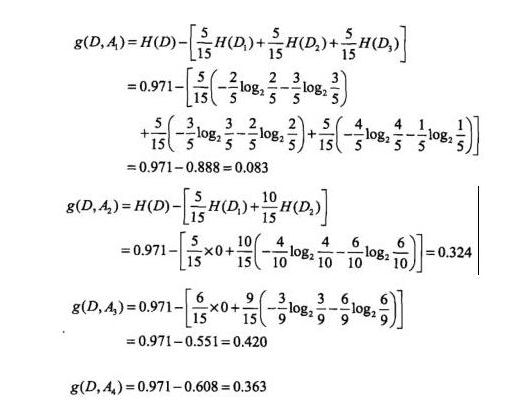 g(D,A₁)=H(D)−[5/15 H(D₁)+5/15 H(D₂)+5/15 H(D₃)]
=0.971−[5/15(−2/5 log₂ 2/5−3/5 log₂ 3/5)
+5/15(−3/5 log₂ 3/5−2/5 log₂ 2/5)+5/15(−4/5 log₂ 4/5−1/5 log₂ 1/5)]
=0.971−0.888=0.083
g(D,A₂)=H(D)−[5/15 H(D₁)+10/15 H(D₂)]
=0.971−[5/15×0+10/15(−4/10 log₂ 4/10−6/10 log₂ 6/10)]=0.324
g(D,A₃)=0.971−[6/15×0+9/15(−3/9 log₂ 3/9−6/9 log₂ 6/9)]
=0.971−0.551=0.420
g(D,A₄)=0.971−0.608=0.363